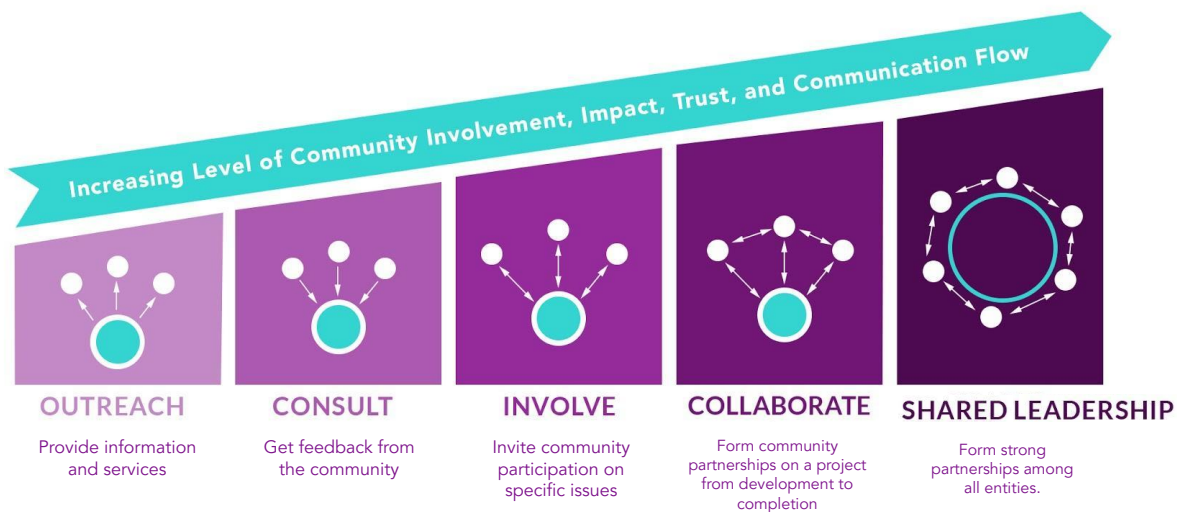 Increasing Level of Community Involvement, Impact, Trust, and Communication Flow
OUTREACH
Provide information
and services
CONSULT
Get feedback from
the community
INVOLVE
Invite community
participation on
specific issues
COLLABORATE
Form community
partnerships on a project
from development to
completion
SHARED LEADERSHIP
Form strong
partnerships among
all entities.